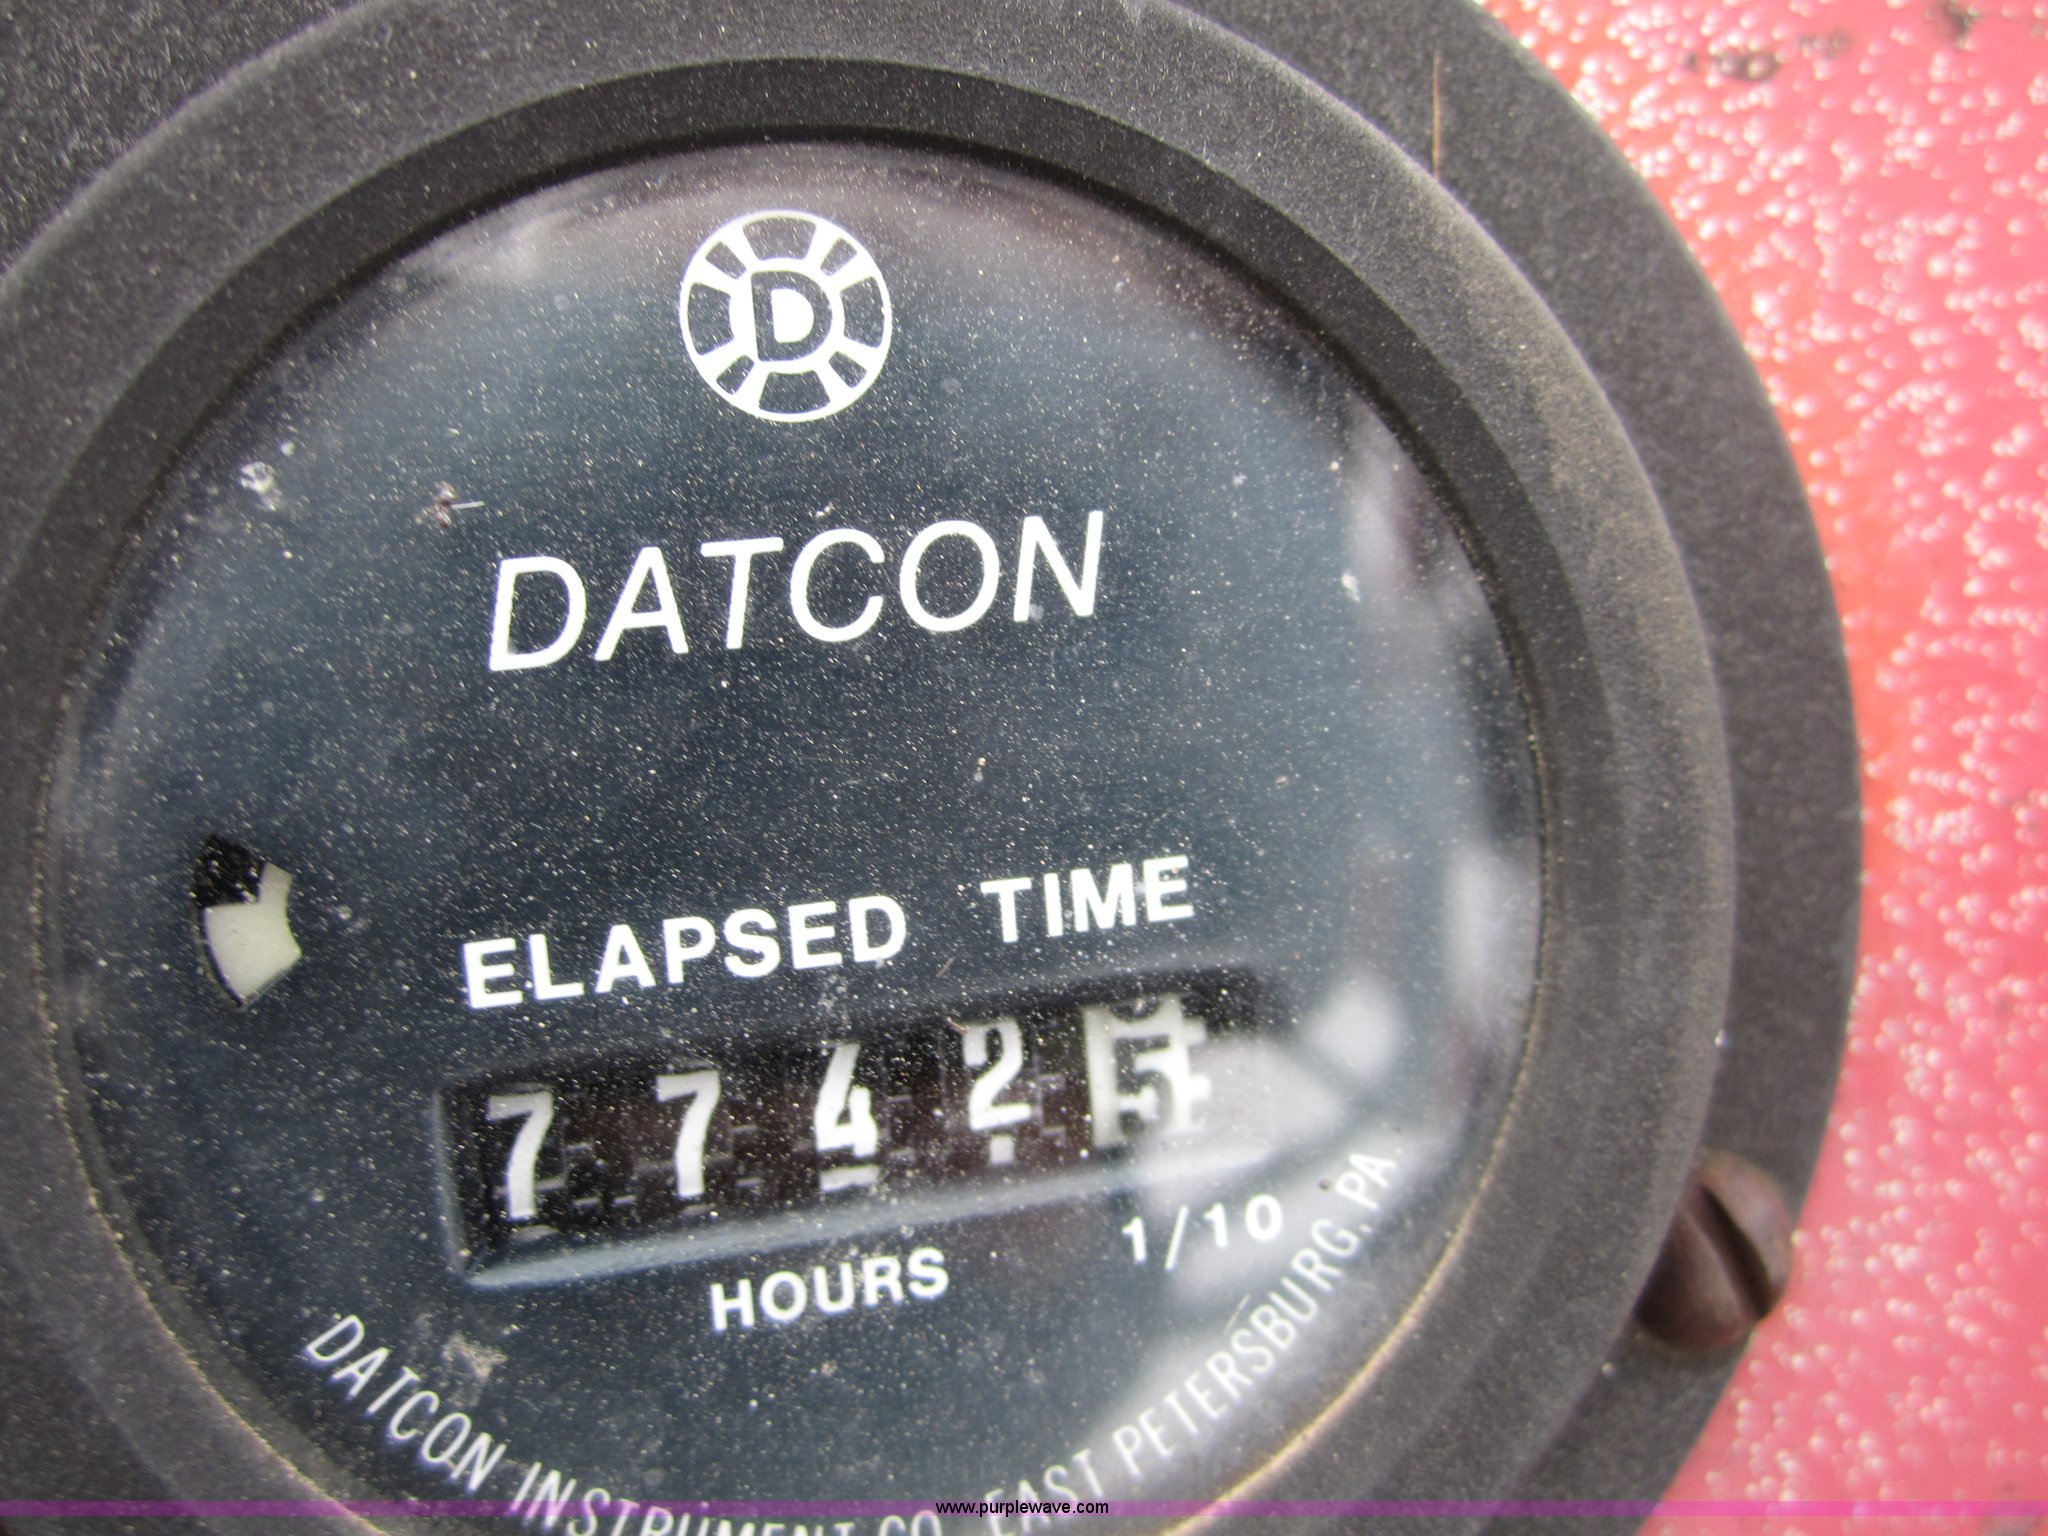 D
DATCON
ELAPSED TIME
7 7 4 2 5
HOURS 1/10
DATCON INSTRUMENT CO. EAST PETERSBURG, PA.
www.purplewave.com